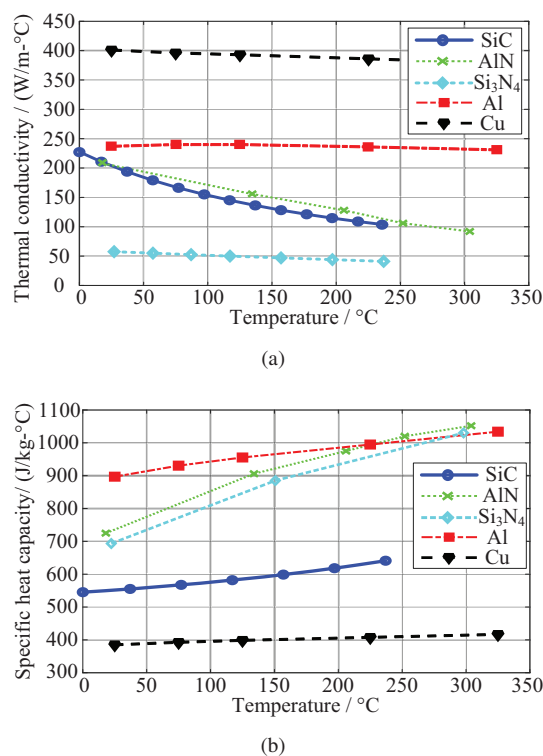 (a)
450
400
350
300
250
200
150
100
50
0
Thermal conductivity / (W/m-°C)
SiC
AlN
Si₃N₄
Al
Cu
0 50 100 150 200 250 300
Temperature / °C
(a)
1100
1000
900
800
700
600
500
400
300
Specific heat capacity/ (J/kg-°C)
SiC
AlN
Si₃N₄
Al
Cu
0 50 100 150 200 250 300 350
Temperature / °C
(b)